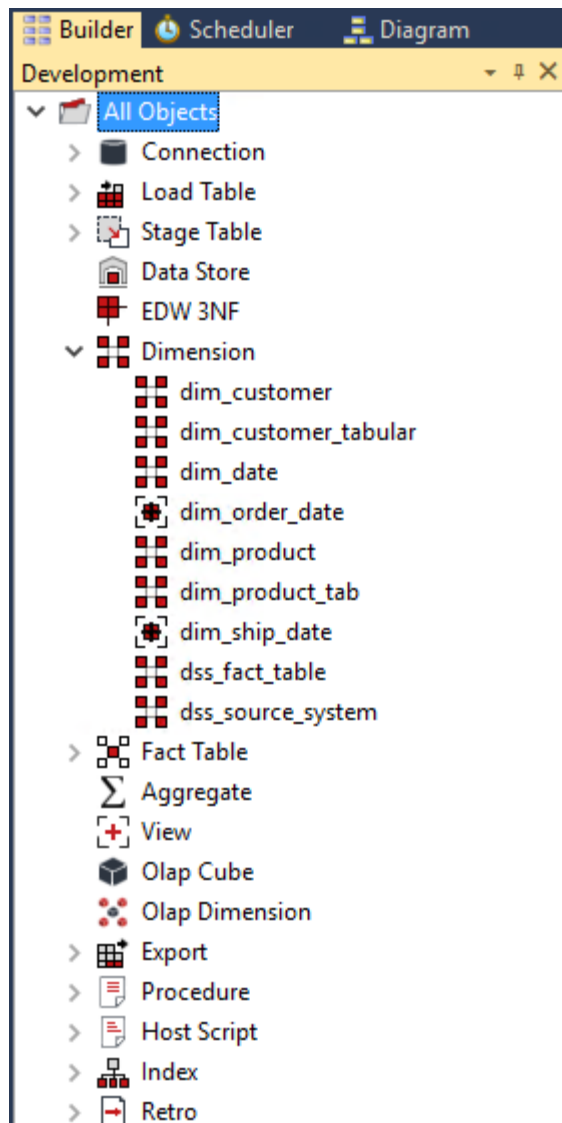 Builder Scheduler Diagram
Development
All Objects
Connection
Load Table
Stage Table
Data Store
EDW 3NF
Dimension
dim_customer
dim_customer_tabular
dim_date
dim_order_date
dim_product
dim_product_tab
dim_ship_date
dss_fact_table
dss_source_system
Fact Table
Aggregate
View
Olap Cube
Olap Dimension
Export
Procedure
Host Script
Index
Retro